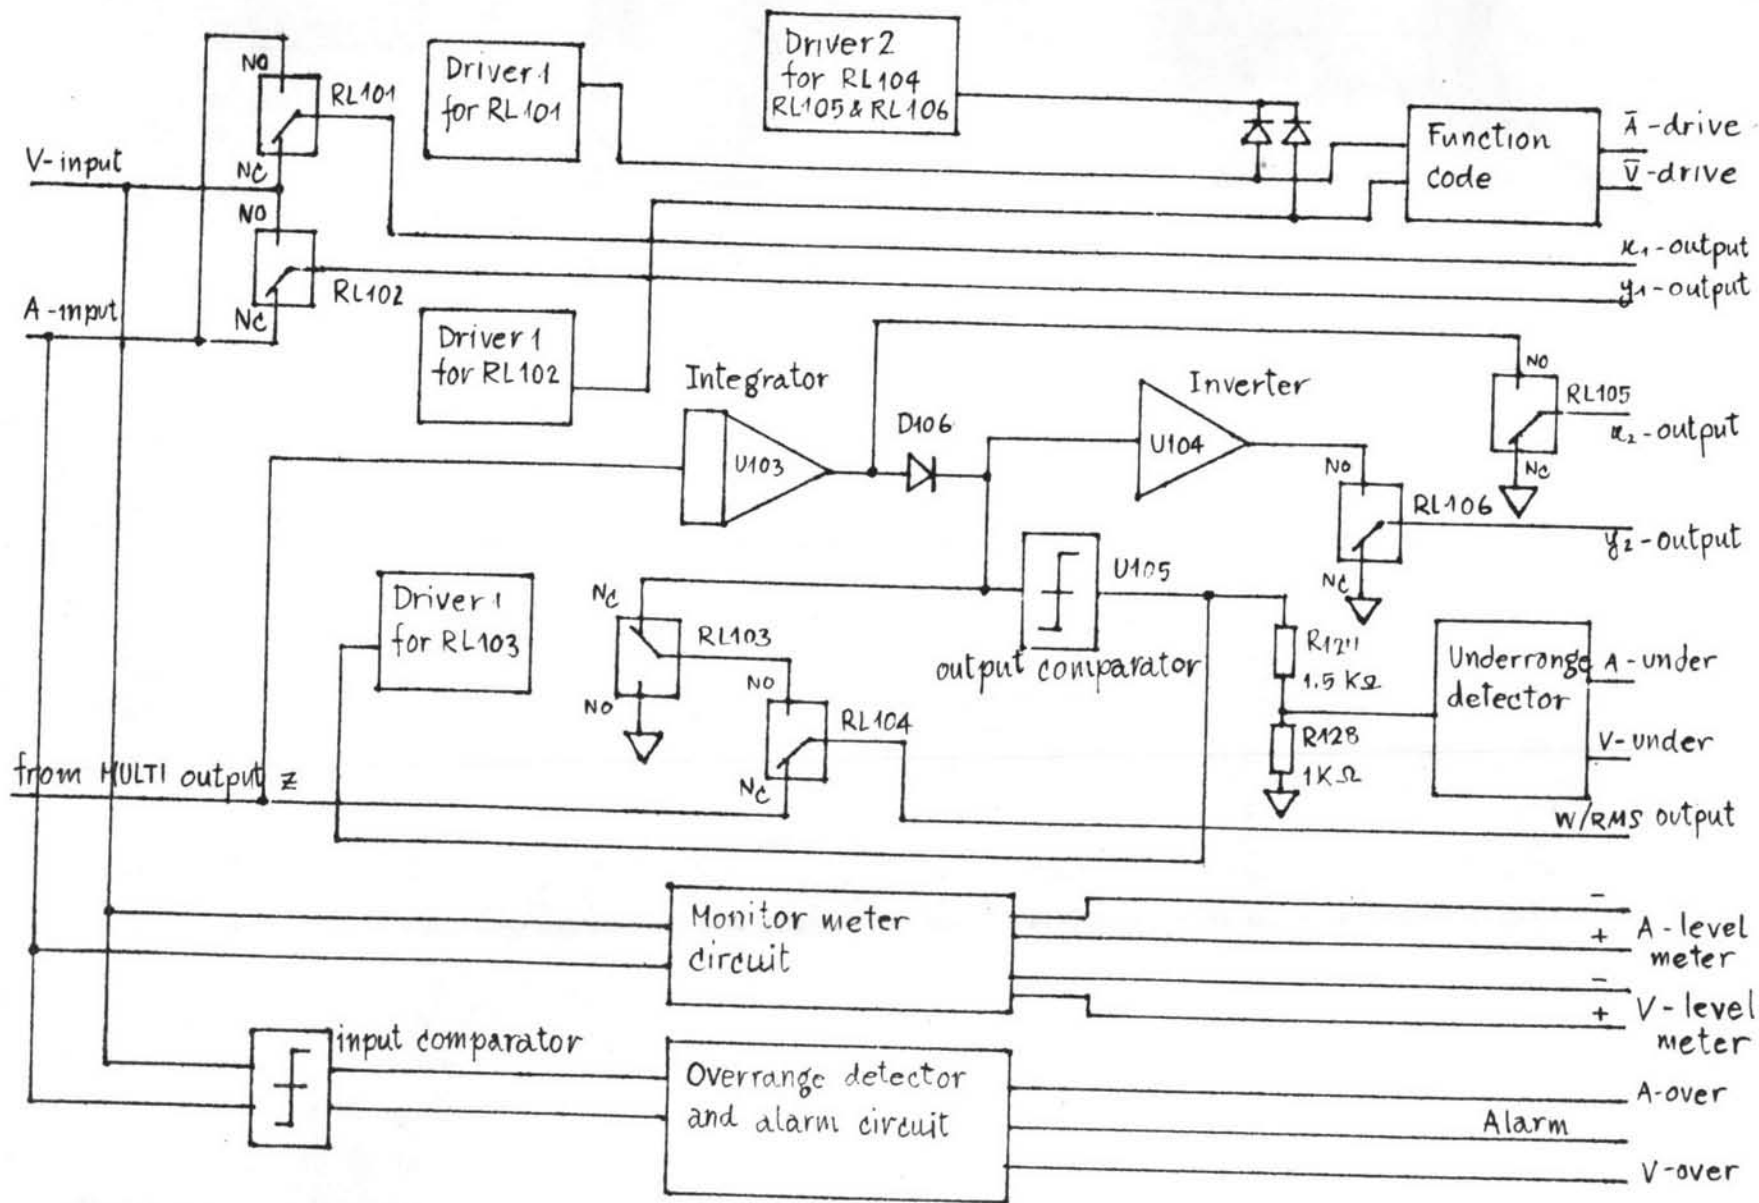 Driver 2
for RL104
RL105 & RL106
Driver 1
for RL101
NO
RL101
NC
V-input
Function
code
A̅-drive
V̅-drive
NO
RL102
NC
A-input
x₁-output
y₁-output
Driver 1
for RL102
Integrator
U103
D106
Inverter
U104
NO
RL105
x₂-output
NC
NO
RL106
y₂-output
NC
Driver 1
for RL103
NC
RL103
NO
NO
RL104
NC
U105
output comparator
1.5 KΩ
R128
1KΩ
Underrange
detector
A-under
V-under
from MULTI output z
W/RMS output
Monitor meter
circuit
-
+
A-level
meter
-
+
V-level
meter
input comparator
Overrange detector
and alarm circuit
A-over
Alarm
V-over